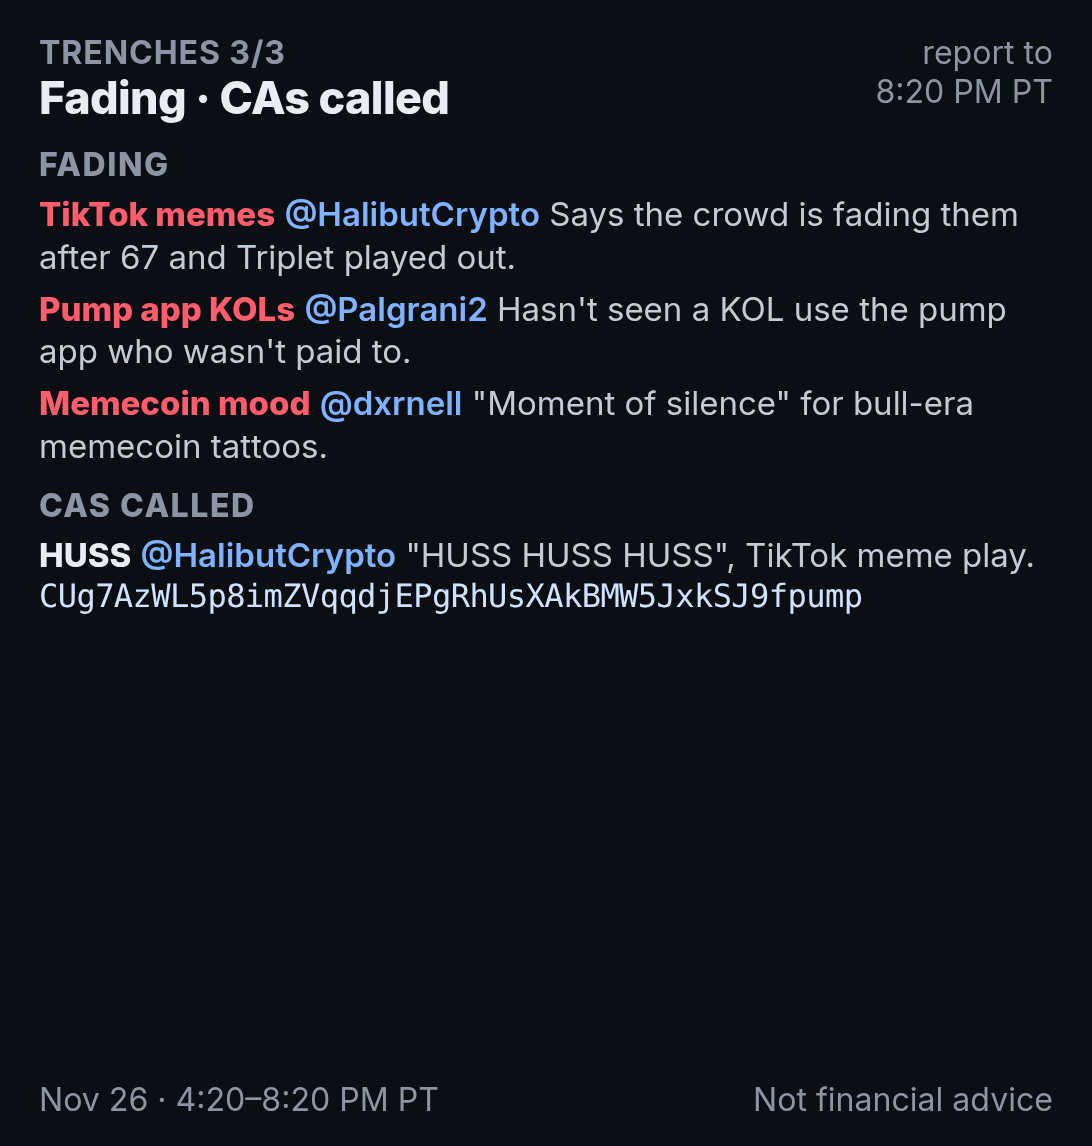 TRENCHES 3/3
report to
Fading · CAs called
8:20 PM PT
FADING
TikTok memes @HalibutCrypto Says the crowd is fading them
after 67 and Triplet played out.
Pump app KOLs @Palgrani2 Hasn't seen a KOL use the pump
app who wasn't paid to.
Memecoin mood @dxrnell "Moment of silence" for bull-era
memecoin tattoos.
CAS CALLED
HUSS @HalibutCrypto "HUSS HUSS HUSS", TikTok meme play.
CUg7AzWL5p8imZVqqdjEPgRhUsXAkBMW5JxkSJ9fpump
Nov 26 · 4:20–8:20 PM PT
Not financial advice